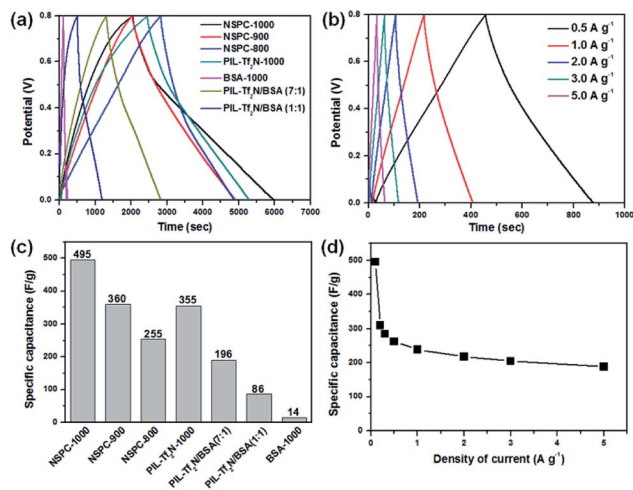 (a)
NSPC-1000
NSPC-900
NSPC-800
PIL-Tf2N-1000
BSA-1000
PIL-Tf2N/BSA (7:1)
PIL-Tf2N/BSA (1:1)
Potential (V)
0.8
0.6
0.4
0.2
0.0
0 1000 2000 3000 4000 5000 6000 7000
Time (sec)
(b)
0.5 A g-1
1.0 A g-1
2.0 A g-1
3.0 A g-1
5.0 A g-1
Potential (V)
0.8
0.6
0.4
0.2
0.0
0 200 400 600 800 1000
Time (sec)
(c)
Specific capacitance (F/g)
500
400
300
200
100
0
495
360
255
355
196
86
14
NSPC-1000
NSPC-900
NSPC-800
PIL-Tf2N-1000
PIL-Tf2N/BSA(7:1)
PIL-Tf2N/BSA(1:1)
BSA-1000
(d)
Specific capacitance (F/g)
500
400
300
200
100
0
0 1 2 3 4 5
Density of current (A g-1)